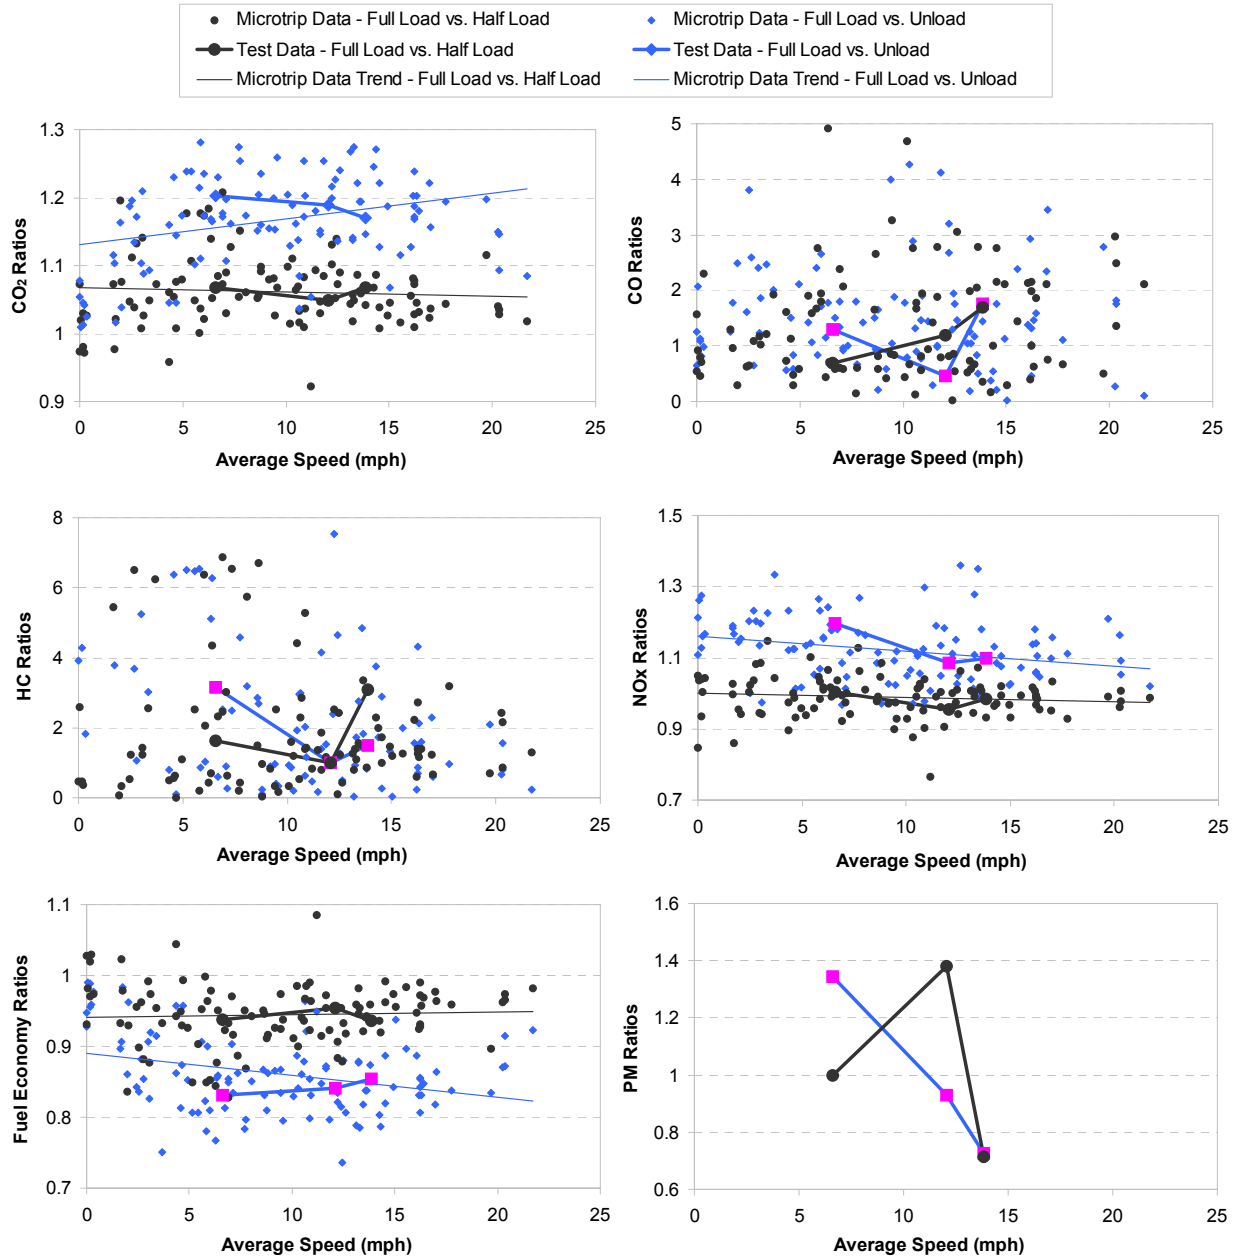 Microtrip Data - Full Load vs. Half Load
Microtrip Data - Full Load vs. Unload
Test Data - Full Load vs. Half Load
Test Data - Full Load vs. Unload
Microtrip Data Trend - Full Load vs. Half Load
Microtrip Data Trend - Full Load vs. Unload
CO2 Ratios
1.3
1.2
1.1
1
0.9
0 5 10 15 20 25
Average Speed (mph)
CO Ratios
5
4
3
2
1
0
0 5 10 15 20 25
Average Speed (mph)
HC Ratios
8
6
4
2
0
0 5 10 15 20 25
Average Speed (mph)
NOx Ratios
1.5
1.3
1.1
0.9
0.7
0 5 10 15 20 25
Average Speed (mph)
Fuel Economy Ratios
1.1
1
0.9
0.8
0.7
0 5 10 15 20 25
Average Speed (mph)
PM Ratios
1.6
1.4
1.2
1
0.8
0.6
0 5 10 15 20 25
Average Speed (mph)